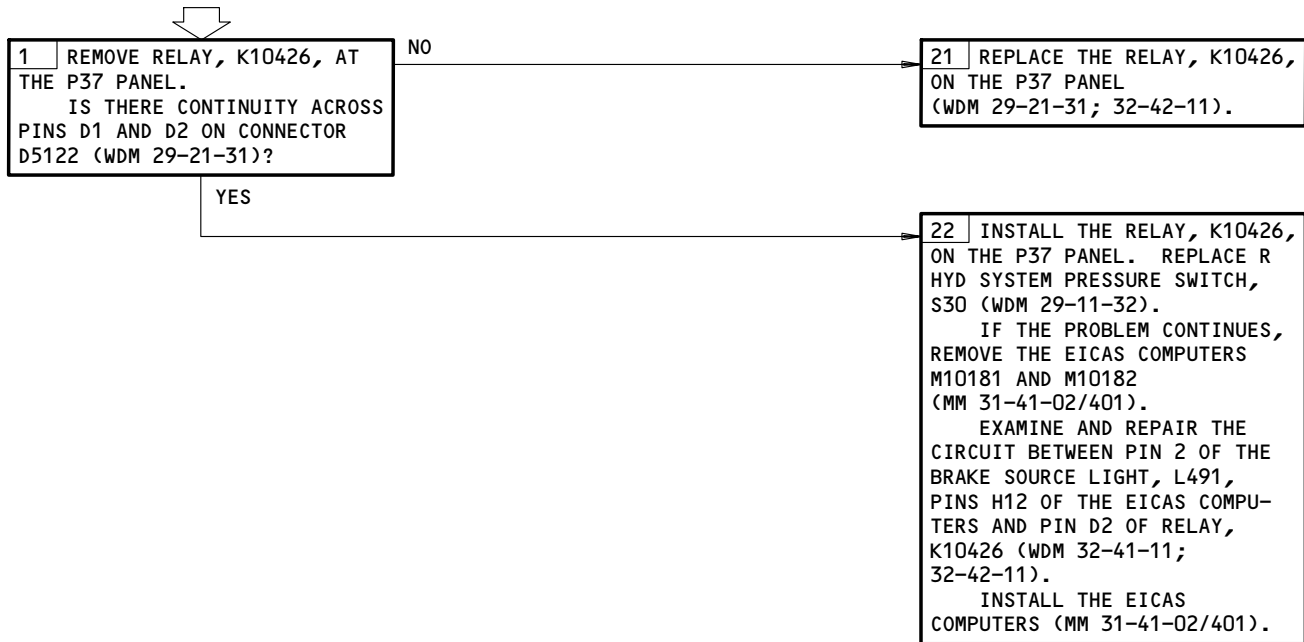 1 REMOVE RELAY, K10426, AT
THE P37 PANEL.
IS THERE CONTINUITY ACROSS
PINS D1 AND D2 ON CONNECTOR
D5122 (WDM 29-21-31)?
NO
YES
21 REPLACE THE RELAY, K10426,
ON THE P37 PANEL
(WDM 29-21-31; 32-42-11).
22 INSTALL THE RELAY, K10426,
ON THE P37 PANEL. REPLACE R
HYD SYSTEM PRESSURE SWITCH,
S30 (WDM 29-11-32).
IF THE PROBLEM CONTINUES,
REMOVE THE EICAS COMPUTERS
M10181 AND M10182
(MM 31-41-02/401).
EXAMINE AND REPAIR THE
CIRCUIT BETWEEN PIN 2 OF THE
BRAKE SOURCE LIGHT, L491,
PINS H12 OF THE EICAS COMPU-
TERS AND PIN D2 OF RELAY,
K10426 (WDM 32-41-11;
32-42-11).
INSTALL THE EICAS
COMPUTERS (MM 31-41-02/401).